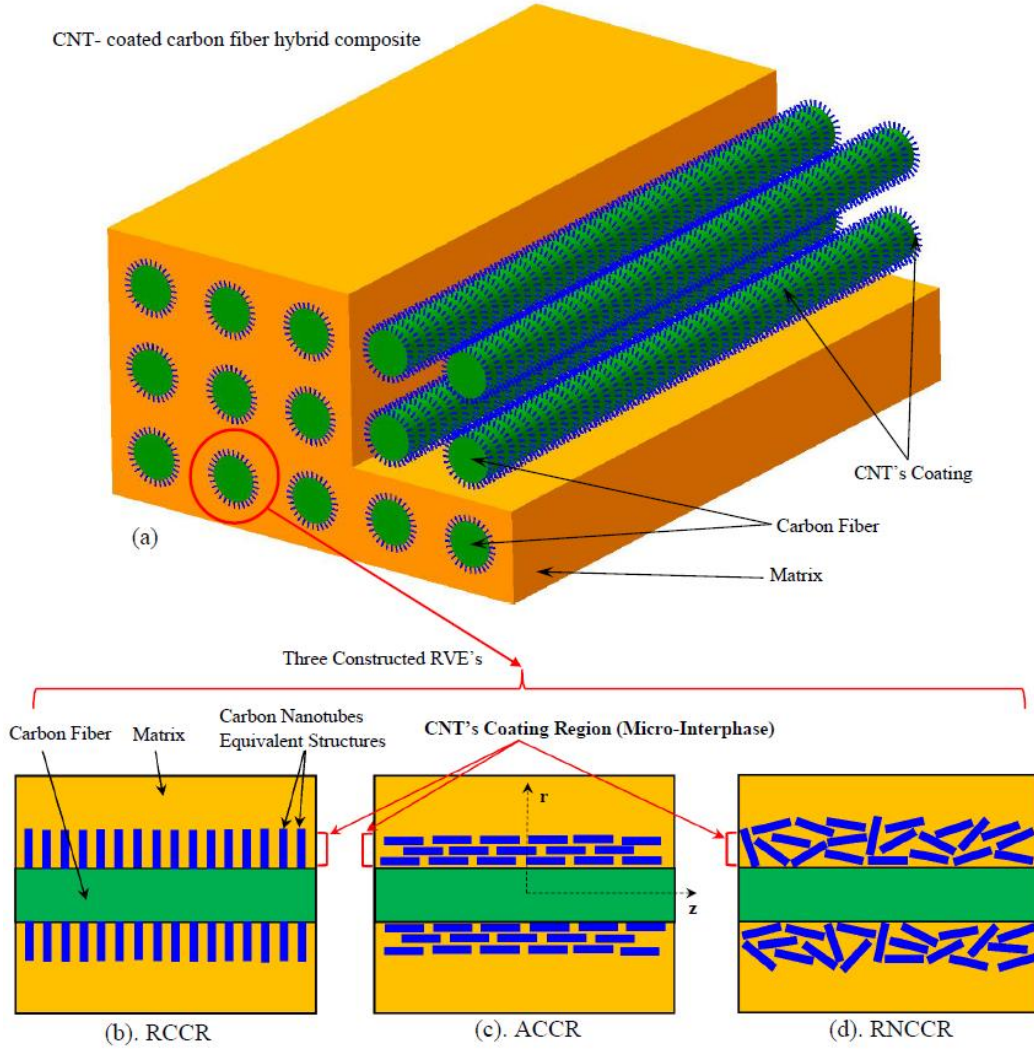 CNT- coated carbon fiber hybrid composite
CNT's Coating
Carbon Fiber
(a)
Matrix
Three Constructed RVE's
Carbon Nanotubes
Equivalent Structures
Carbon Fiber
Matrix
CNT's Coating Region (Micro-Interphase)
r
z
(b). RCCR
(c). ACCR
(d). RNCCR